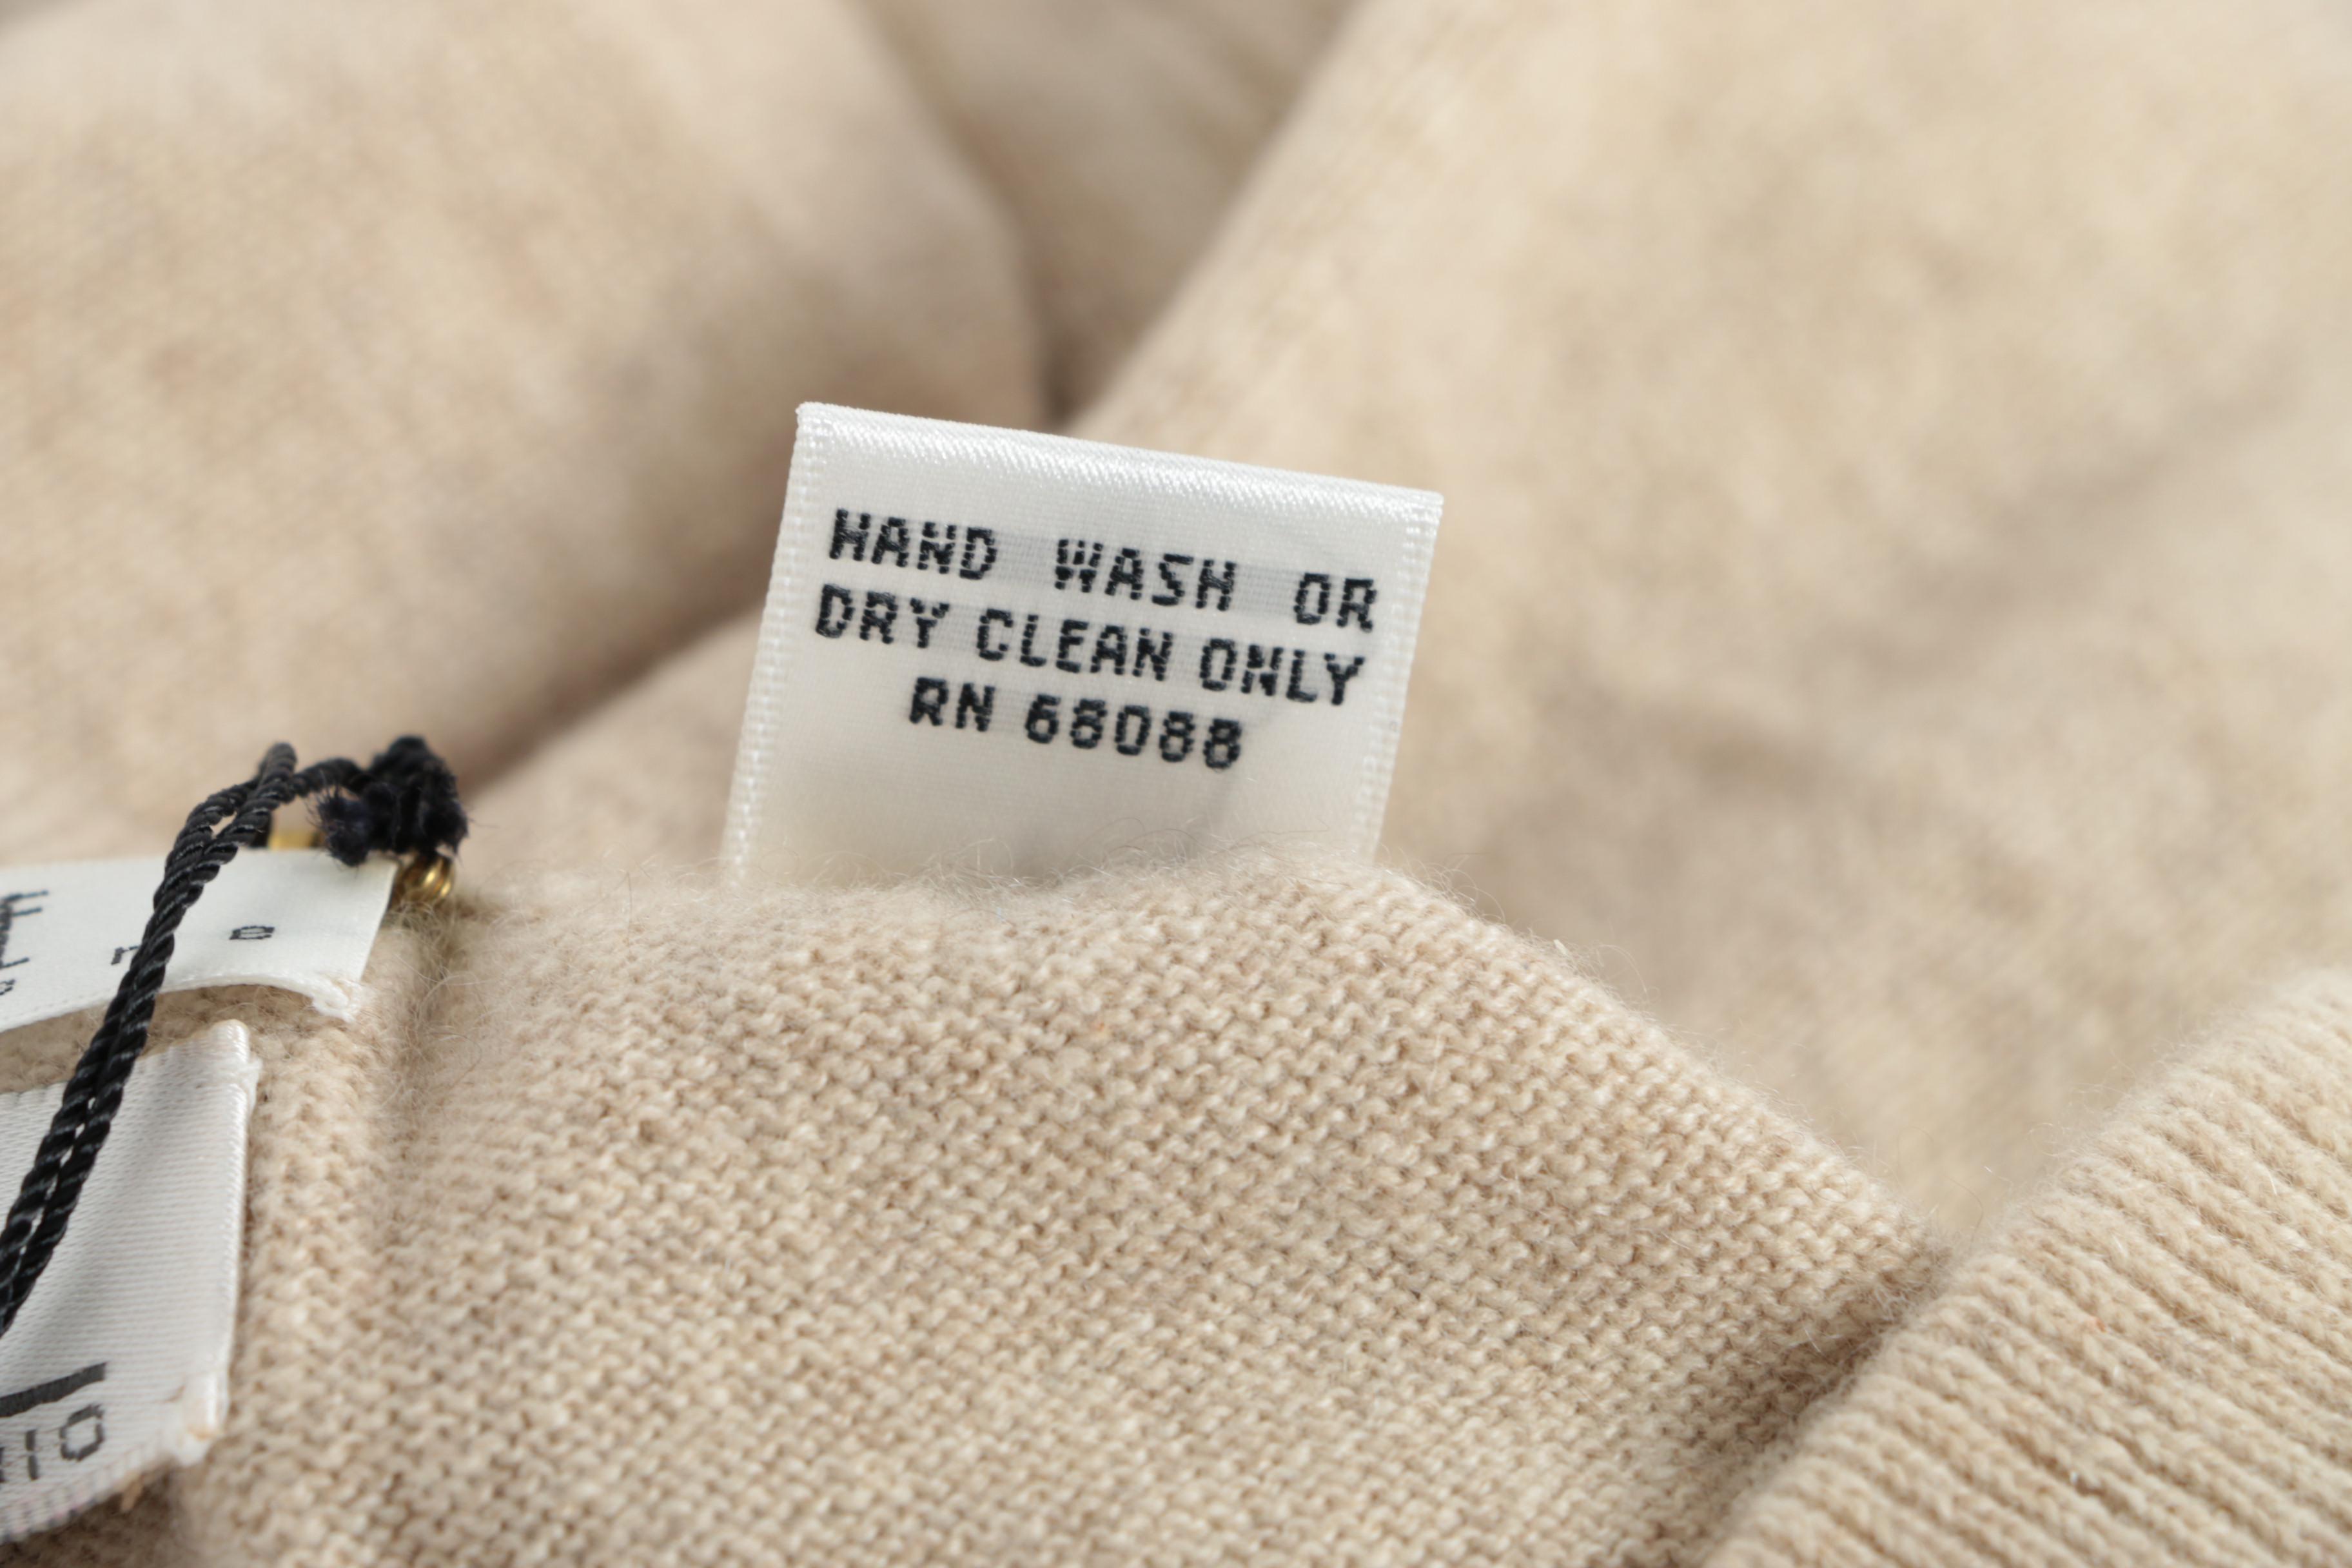 HAND WASH OR
DRY CLEAN ONLY
RN 68088